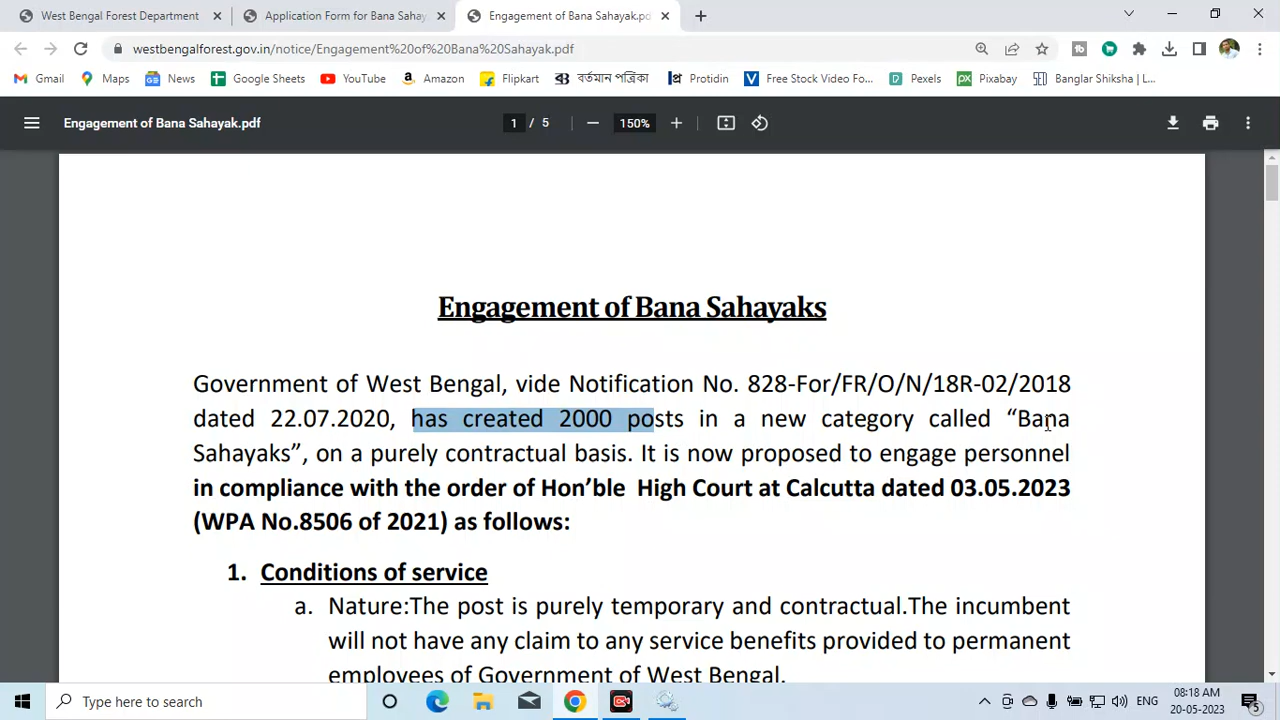 West Bengal Forest Department
Application Form for Bana Sahay
Engagement of Bana Sahayak.pd
westbengalforest.gov.in/notice/Engagement%20of%20Bana%20Sahayak.pdf
Gmail
Maps
News
Google Sheets
YouTube
Amazon
Flipkart
বর্তমান পত্রিকা
Protidin
Free Stock Video Fo...
Pexels
px
Pixabay
Banglar Shiksha | L...
Engagement of Bana Sahayak.pdf
1 / 5
150%
Engagement of Bana Sahayaks
Government of West Bengal, vide Notification No. 828-For/FR/O/N/18R-02/2018
dated 22.07.2020, has created 2000 posts in a new category called “Bana
Sahayaks”, on a purely contractual basis. It is now proposed to engage personnel
in compliance with the order of Hon’ble High Court at Calcutta dated 03.05.2023
(WPA No.8506 of 2021) as follows:
1. Conditions of service
a. Nature:The post is purely temporary and contractual.The incumbent
will not have any claim to any service benefits provided to permanent
employees of Government of West Bengal.
Type here to search
ENG
08:18 AM
20-05-2023
5